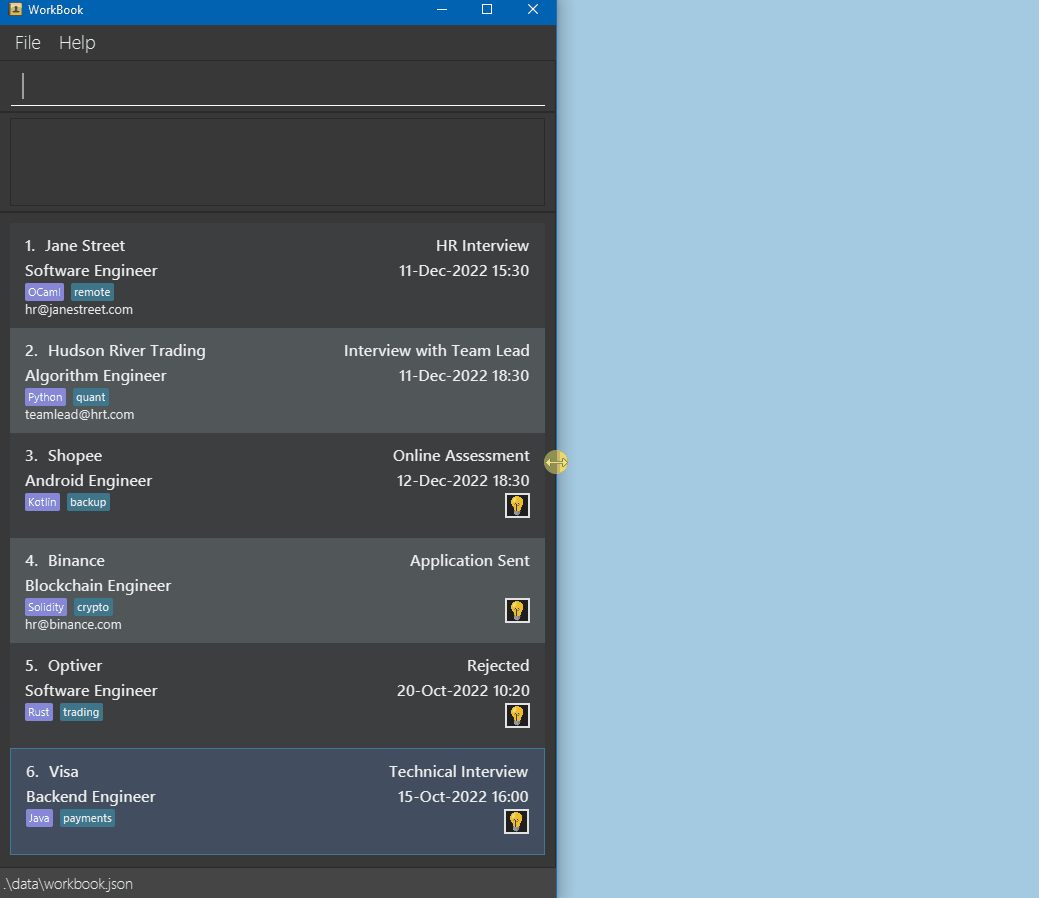 WorkBook
File Help
1. Jane Street HR Interview
Software Engineer 11-Dec-2022 15:30
OCaml remote
hr@janestreet.com
2. Hudson River Trading Interview with Team Lead
Algorithm Engineer 11-Dec-2022 18:30
Python quant
teamlead@hrt.com
3. Shopee Online Assessment
Android Engineer 12-Dec-2022 18:30
Kotlin backup
4. Binance Application Sent
Blockchain Engineer
Solidity crypto
hr@binance.com
5. Optiver Rejected
Software Engineer 20-Oct-2022 10:20
Rust trading
6. Visa Technical Interview
Backend Engineer 15-Oct-2022 16:00
Java payments
.\data\workbook.json